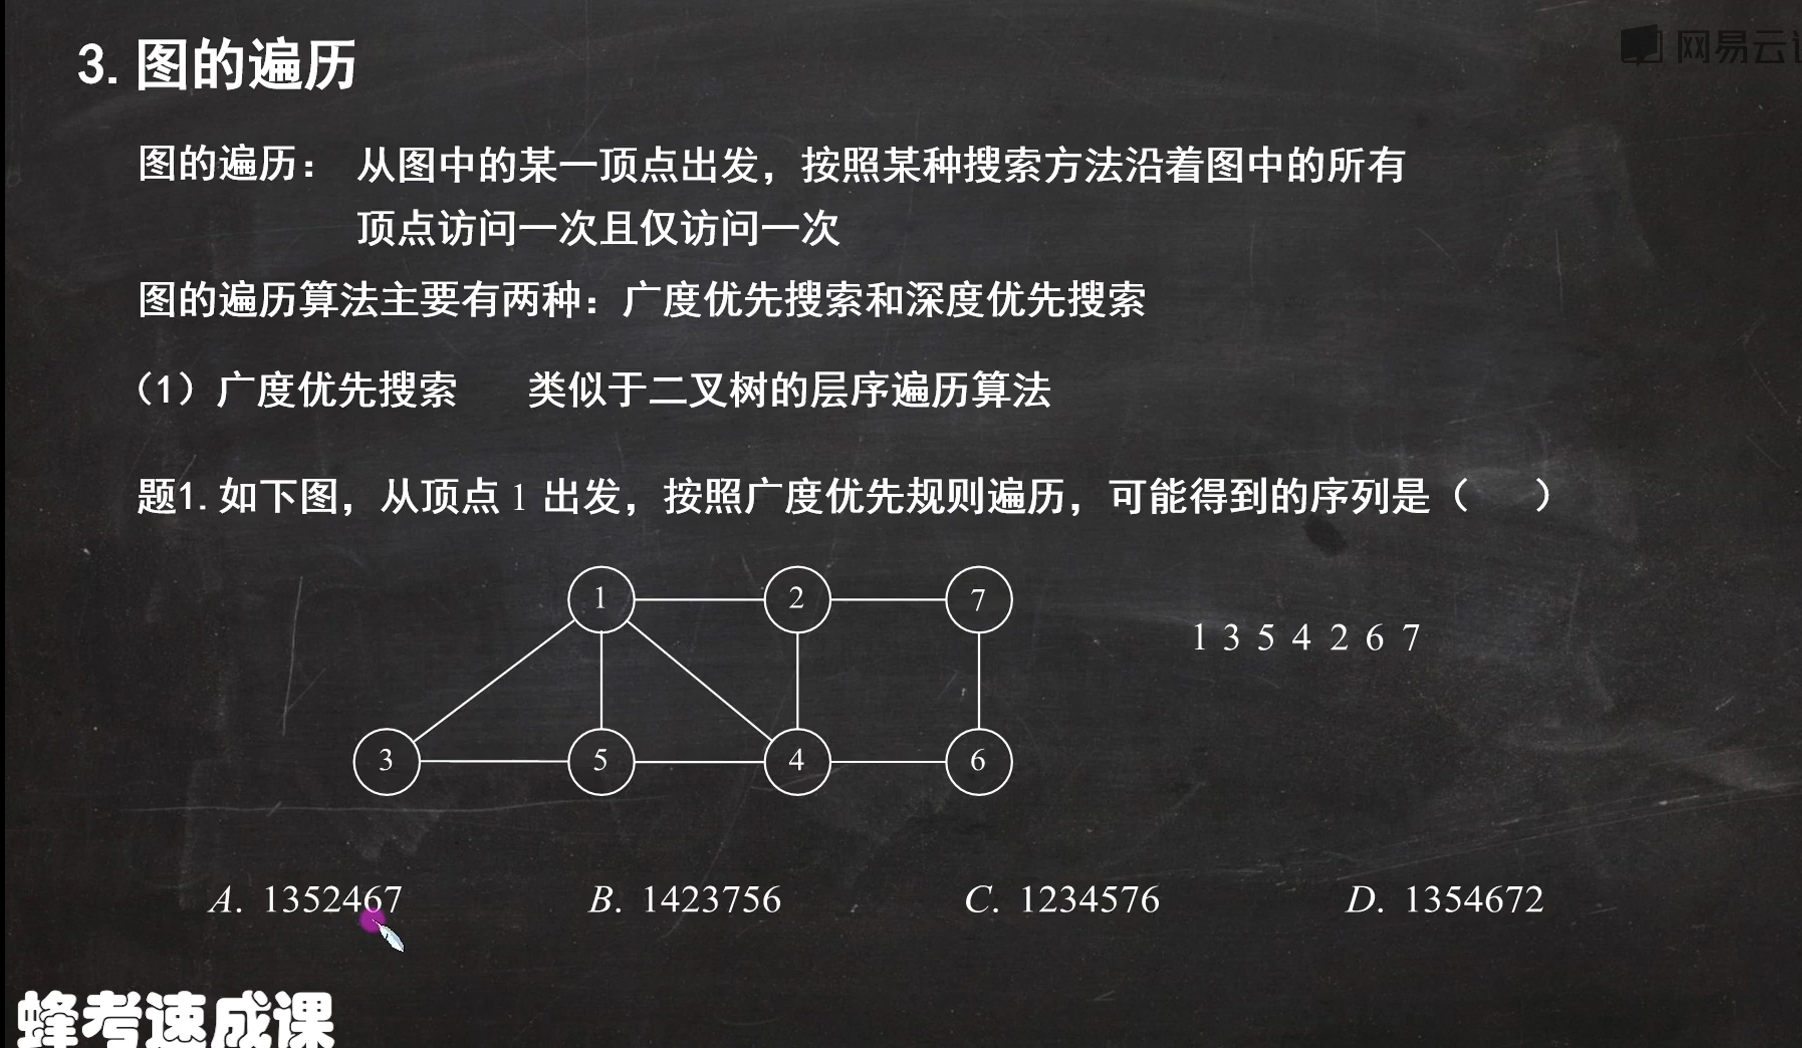 3. 图的遍历
网易云
图的遍历： 从图中的某一顶点出发，按照某种搜索方法沿着图中的所有
顶点访问一次且仅访问一次
图的遍历算法主要有两种：广度优先搜索和深度优先搜索
（1）广度优先搜索 类似于二叉树的层序遍历算法
题1. 如下图，从顶点 1 出发，按照广度优先规则遍历，可能得到的序列是（ ）
1 2 7
1 3 5 4 2 6 7
3 5 4 6
A. 1352467 B. 1423756 C. 1234576 D. 1354672
蜂考速成课